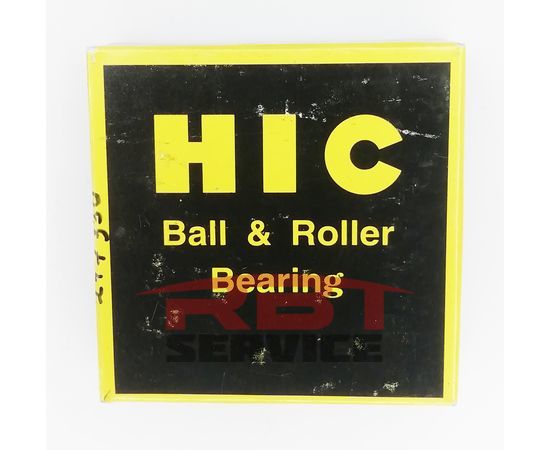 HIC
Ball & Roller
Bearing
RBT
SERVICE